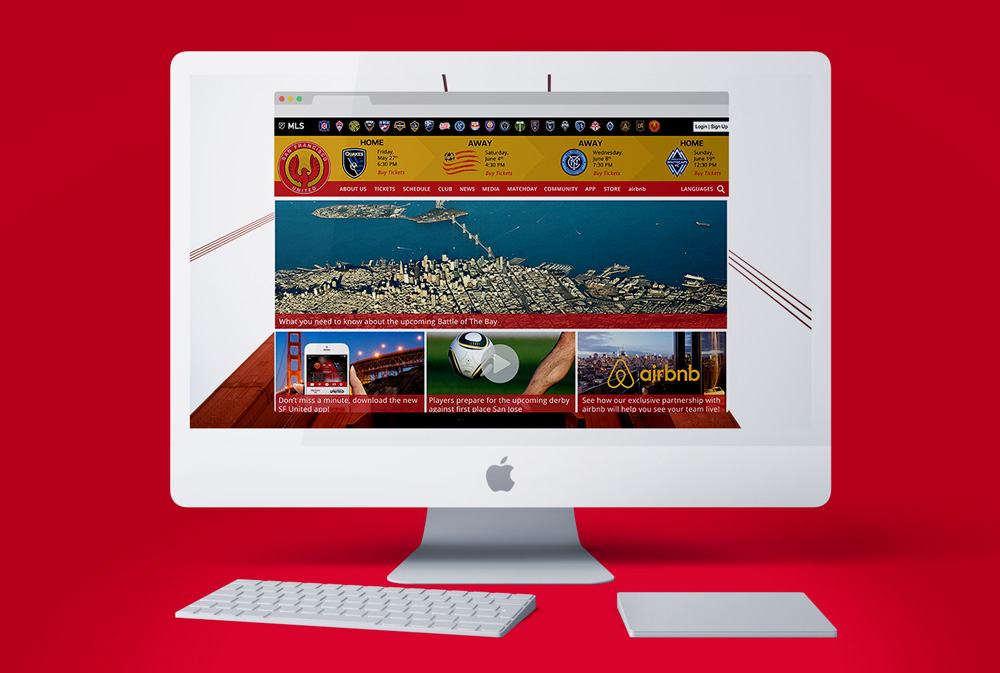 MLS
Login | Sign Up
SAN FRANCISCO
UNITED
HOME
Friday,
May 27th
6:30 PM
Buy Tickets
QUAKES
AWAY
Saturday,
June 4th
4:30 PM
Buy Tickets
AWAY
Wednesday,
June 8th
7:30 PM
Buy Tickets
HOME
Sunday,
June 19th
12:30 PM
Buy Tickets
ABOUT US TICKETS SCHEDULE CLUB NEWS MEDIA MATCHDAY COMMUNITY APP STORE airbnb LANGUAGES
What you need to know about the upcoming Battle of The Bay
Don't miss a minute, download the new
SF United app!
Players prepare for the upcoming derby
against first place San Jose
airbnb
See how our exclusive partnership with
airbnb will help you see your team live!